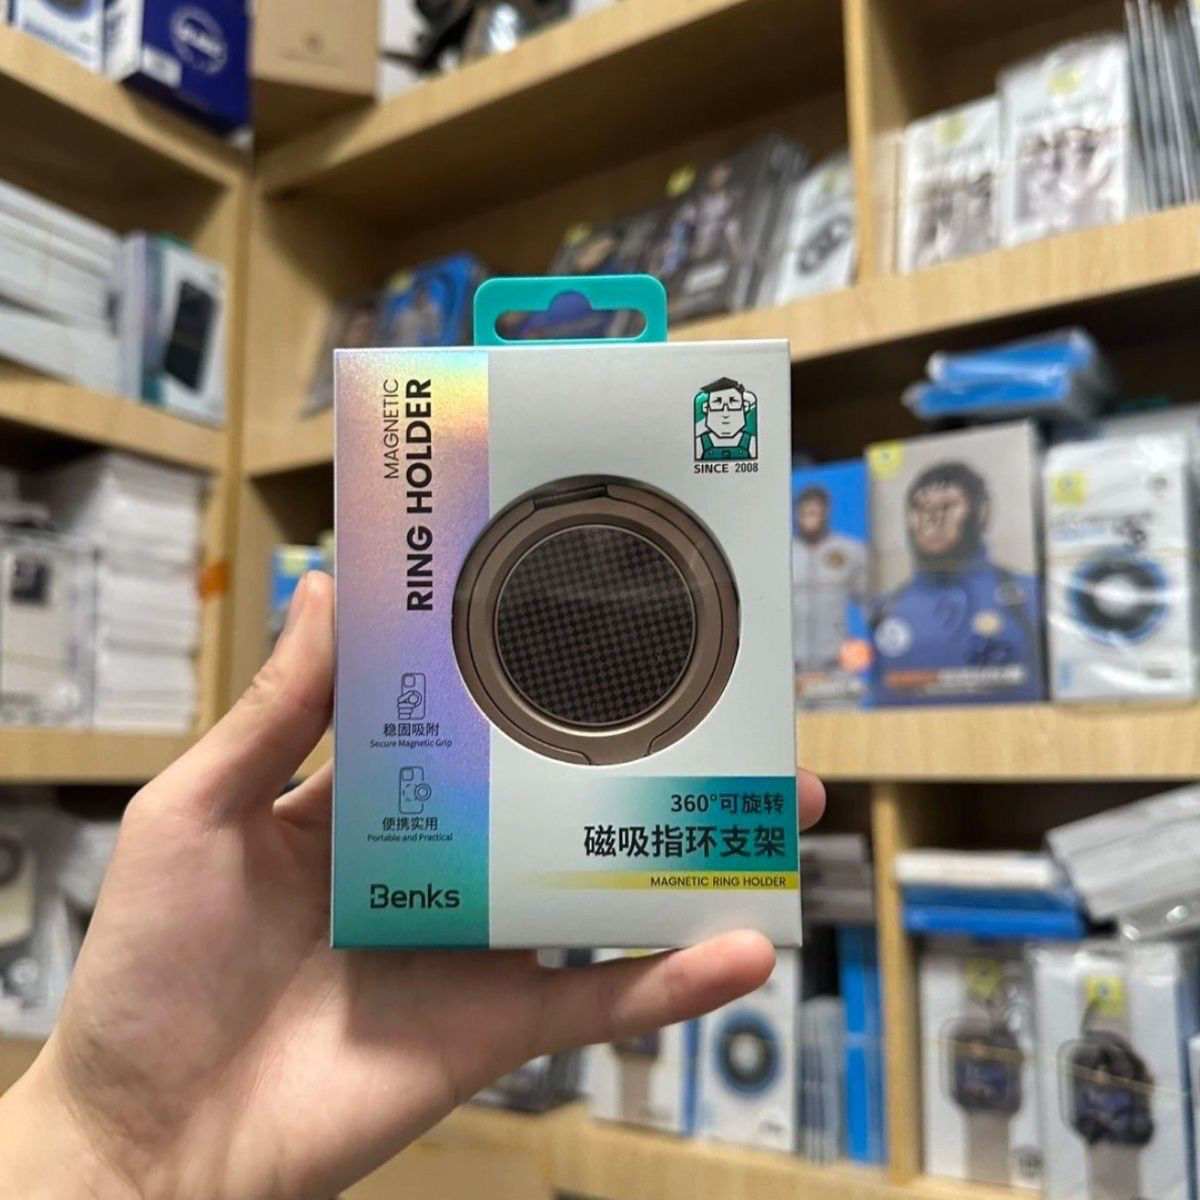 MAGNETIC
RING HOLDER
SINCE 2008
稳固吸附
Secure Magnetic Grip
便携实用
Portable and Practical
Benks
360°可旋转
磁吸指环支架
MAGNETIC RING HOLDER